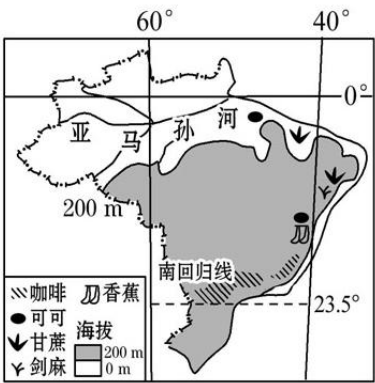 60° 40°
0°
亚马孙河
200 m
南回归线
23.5°
咖啡 香蕉
可可 海拔
甘蔗 200 m
剑麻 0 m